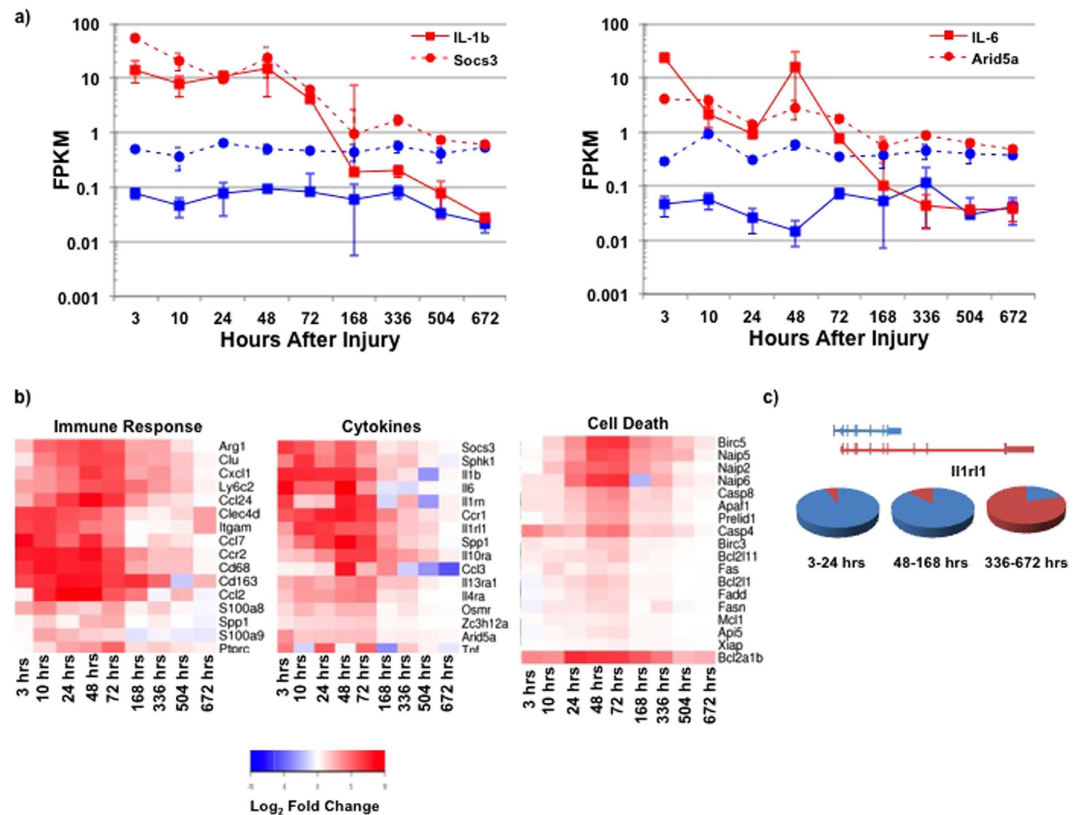 a)
100
10
1
0.1
0.01
0.001
FPKM
IL-1b
Socs3
3 10 24 48 72 168 336 504 672
Hours After Injury
100
10
1
0.1
0.01
0.001
FPKM
IL-6
Arid5a
3 10 24 48 72 168 336 504 672
Hours After Injury
b)
Immune Response
Arg1
Clu
Cxcl1
Ly6c2
Ccl24
Clec4d
Itgam
Ccl7
Ccr2
Cd68
Cd163
Ccl2
S100a8
Spp1
S100a9
Ptprc
3 hrs
10 hrs
24 hrs
48 hrs
72 hrs
168 hrs
336 hrs
504 hrs
672 hrs
Cytokines
Socs3
Sphk1
Il1b
Il6
Il1rn
Ccr1
Il1rl1
Spp1
Il10ra
Ccl3
Il13ra1
Il4ra
Osmr
Zc3h12a
Arid5a
Tnf
3 hrs
10 hrs
24 hrs
48 hrs
72 hrs
168 hrs
336 hrs
504 hrs
672 hrs
Cell Death
Birc5
Naip5
Naip2
Naip6
Casp8
Apaf1
Prelid1
Casp4
Birc3
Bcl2l11
Fas
Bcl2l1
Fadd
Fasn
Mcl1
Api5
Xiap
Bcl2a1b
3 hrs
10 hrs
24 hrs
48 hrs
72 hrs
168 hrs
336 hrs
504 hrs
672 hrs
Log2 Fold Change
c)
Il1rl1
3-24 hrs 48-168 hrs 336-672 hrs